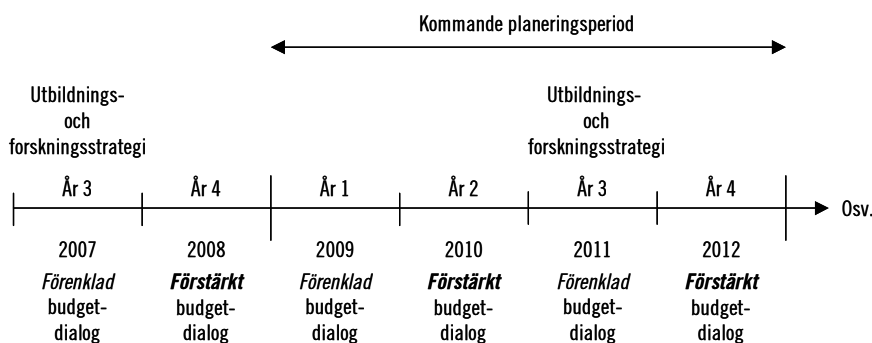 Kommande planeringsperiod
Utbildnings-
och
forskningsstrategi
Utbildnings-
och
forskningsstrategi
År 3
År 4
År 1
År 2
År 3
År 4
Osv.
2007
Förenklad
budget-
dialog
2008
Förstärkt
budget-
dialog
2009
Förenklad
budget-
dialog
2010
Förstärkt
budget-
dialog
2011
Förenklad
budget-
dialog
2012
Förstärkt
budget-
dialog